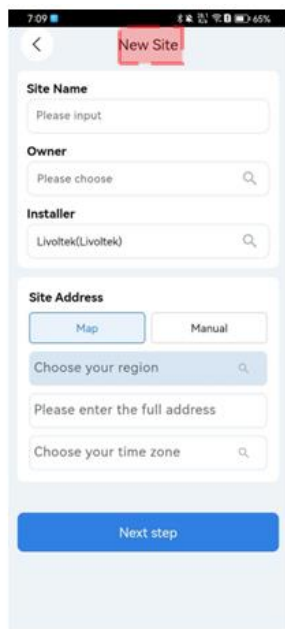 7:09 65%
New Site
Site Name
Please input
Owner
Please choose
Installer
Livoltek(Livoltek)
Site Address
Map Manual
Choose your region
Please enter the full address
Choose your time zone
Next step